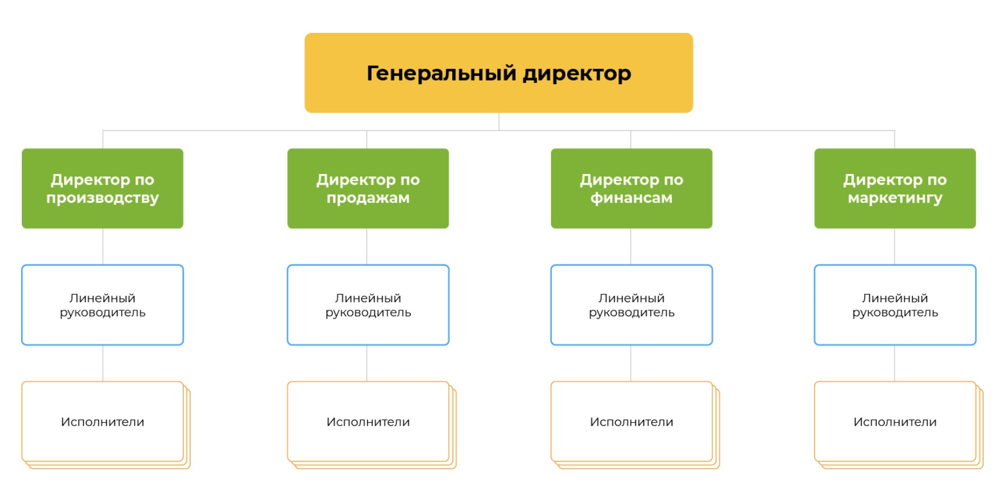 Генеральный директор
Директор по
производству
Директор по
продажам
Директор по
финансам
Директор по
маркетингу
Линейный
руководитель
Линейный
руководитель
Линейный
руководитель
Линейный
руководитель
Исполнители
Исполнители
Исполнители
Исполнители